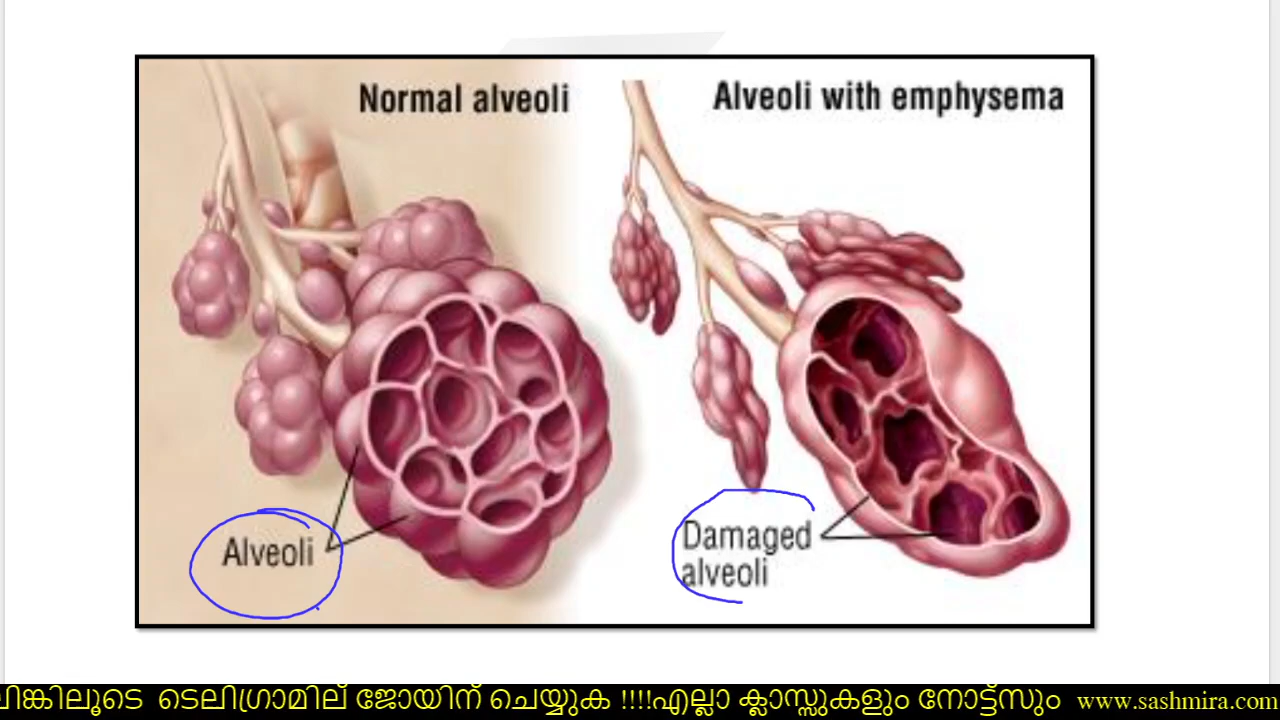 Normal alveoli
Alveoli with emphysema
Alveoli
Damaged
alveoli
ടെലിഗ്രാമില് ജോയിന് ചെയ്യുക !!!!എല്ലാ ക്ലാസ്സുകളും നോട്ട്സും www.sashmira.com